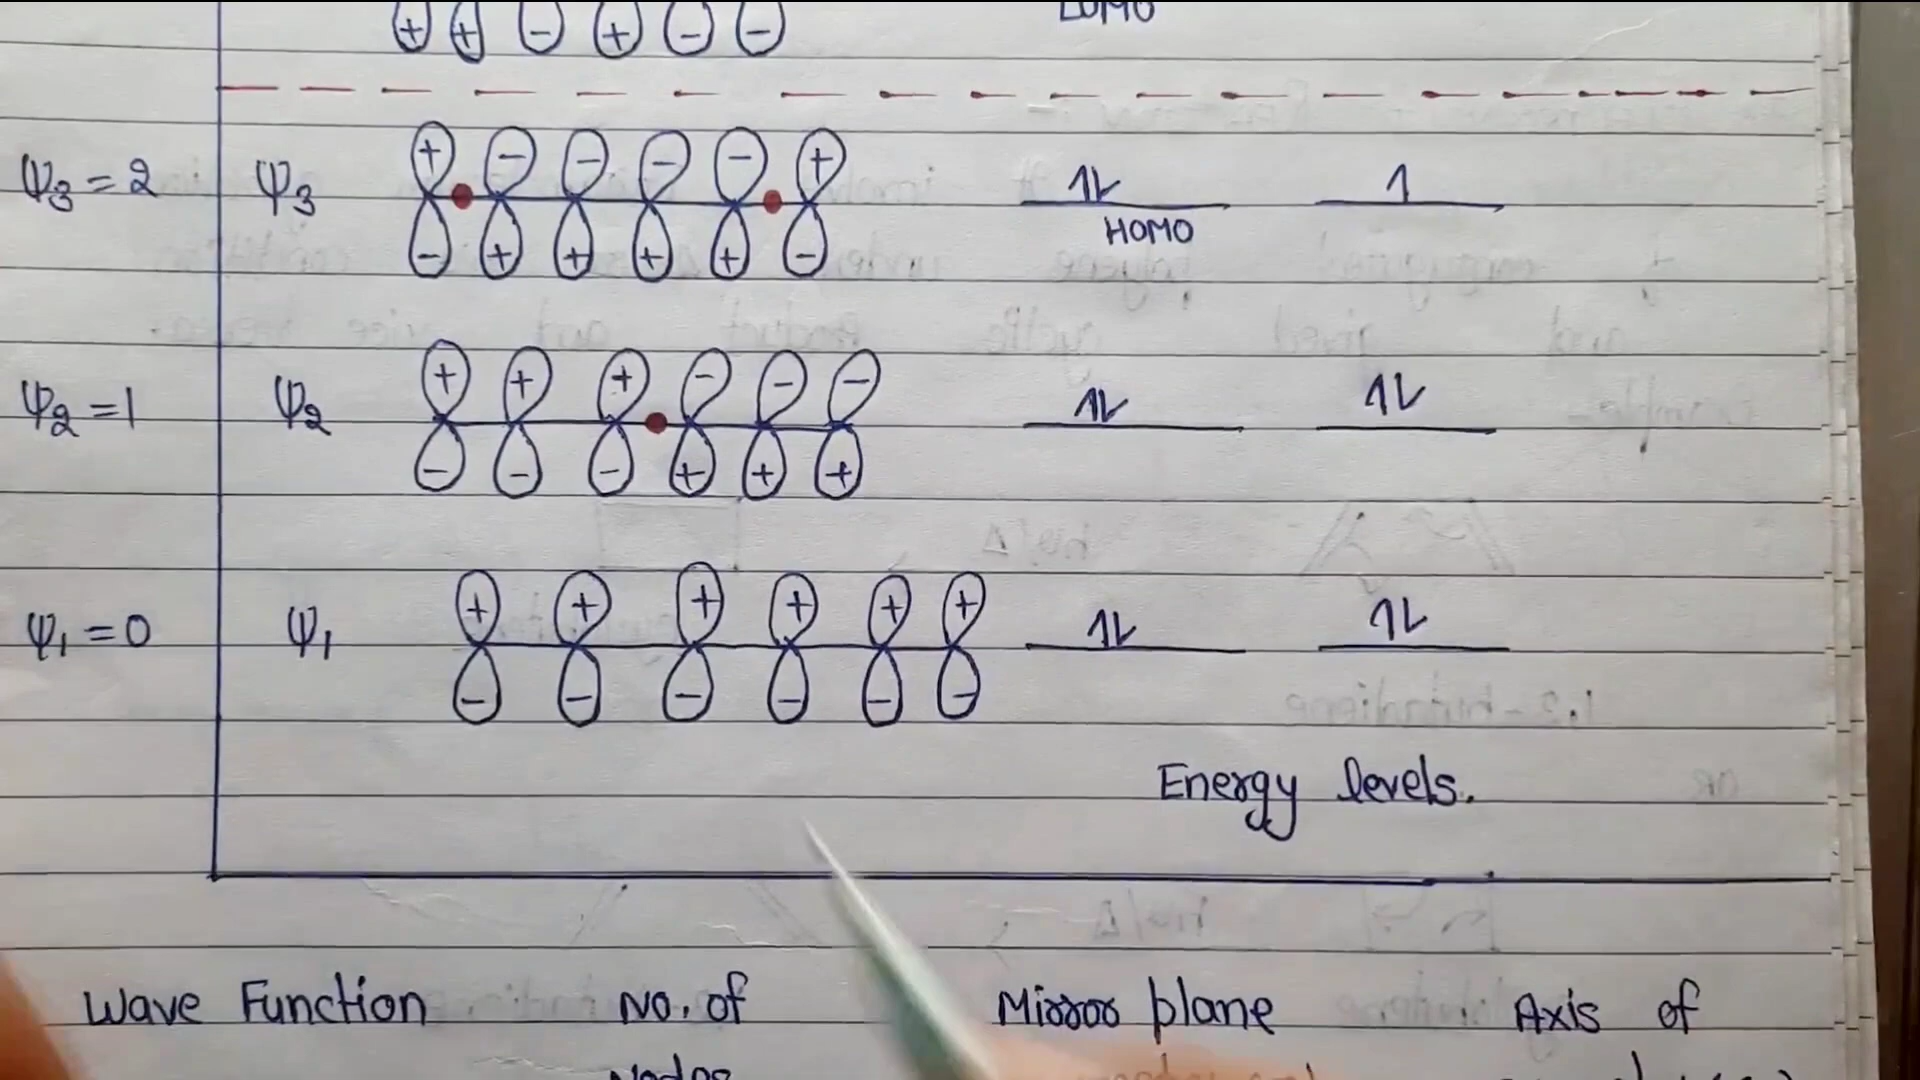 + + - + - - LUMO
+ - - - - +
ψ3 = 2 ψ3 1L 1
- + + + + - HOMO
+ + + - - -
ψ2 = 1 ψ2 1L 1L
- - - + + +
+ + + + + +
ψ1 = 0 ψ1 1L 1L
- - - - - -
Energy levels.
Wave Function No. of Mirror plane Axis of
Nodes